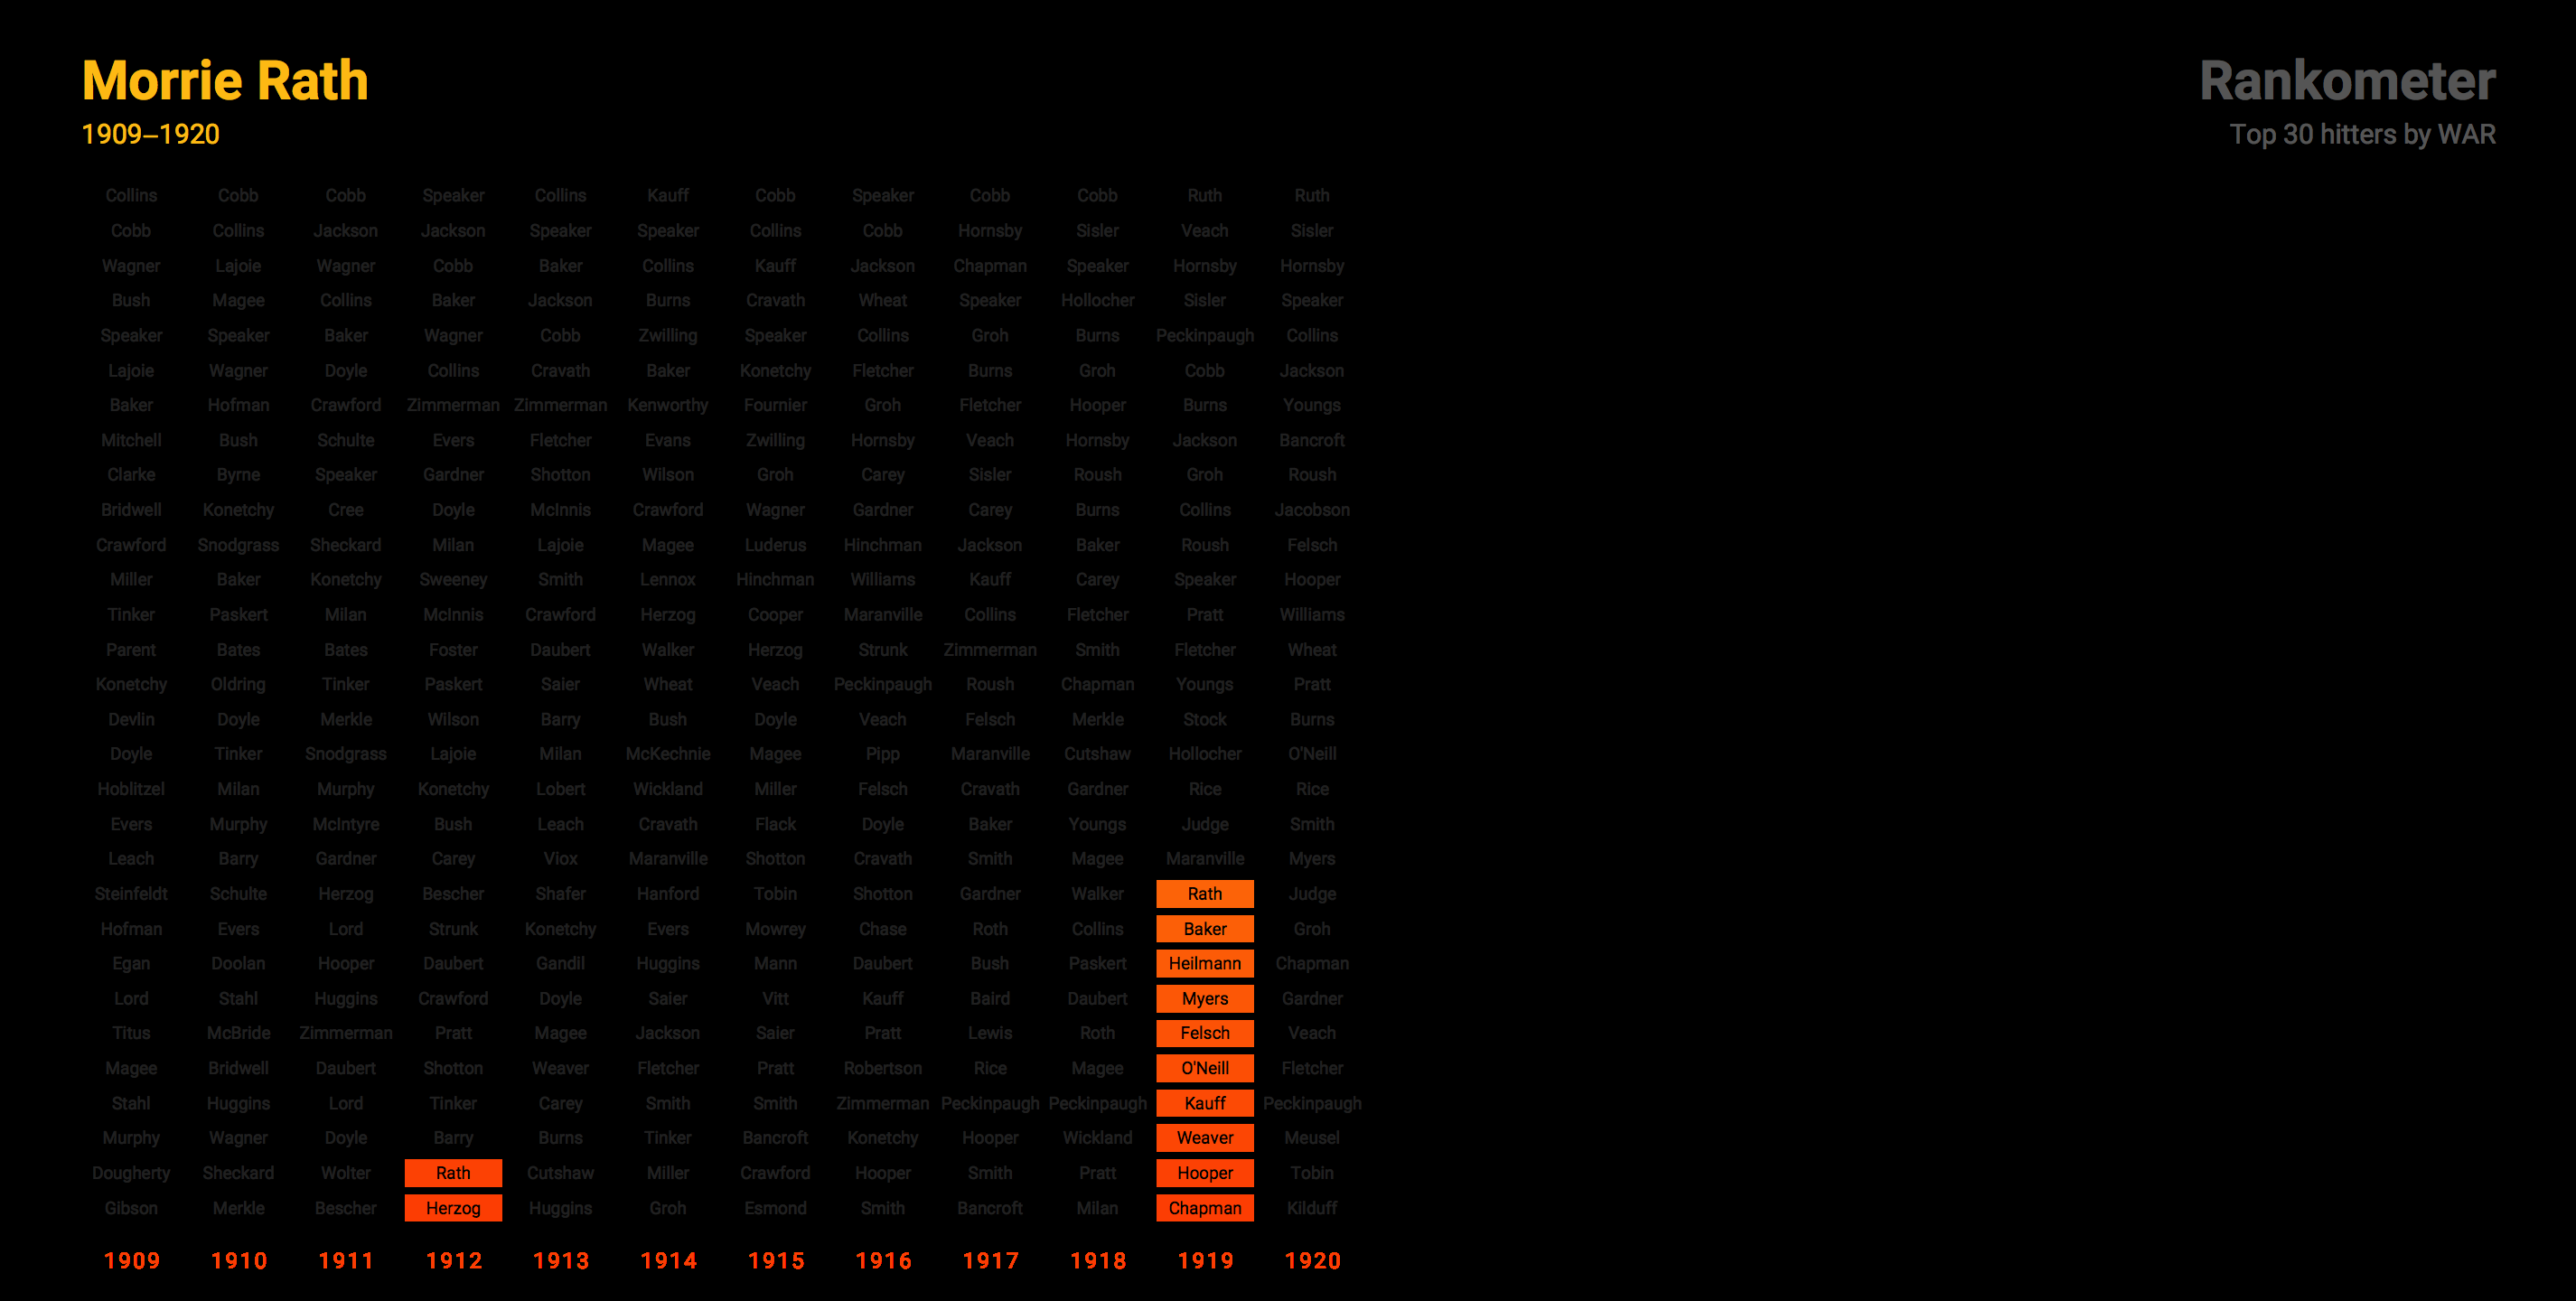 Morrie Rath
1909–1920
Rankometer
Top 30 hitters by WAR
Collins Cobb Cobb Speaker Collins Kauff Cobb Speaker Cobb Cobb Ruth Ruth
Cobb Collins Jackson Jackson Speaker Speaker Collins Cobb Hornsby Sisler Veach Sisler
Wagner Lajoie Wagner Cobb Baker Collins Kauff Jackson Chapman Speaker Hornsby Hornsby
Bush Magee Collins Baker Jackson Burns Cravath Wheat Speaker Hollocher Sisler Speaker
Speaker Speaker Baker Wagner Cobb Zwilling Speaker Collins Groh Burns Peckinpaugh Collins
Lajoie Wagner Doyle Collins Cravath Baker Konetchy Fletcher Burns Groh Cobb Jackson
Baker Hofman Crawford Zimmerman Zimmerman Kenworthy Fournier Groh Fletcher Hooper Burns Youngs
Mitchell Bush Schulte Evers Fletcher Evans Zwilling Hornsby Veach Hornsby Jackson Bancroft
Clarke Byrne Speaker Gardner Shotton Wilson Groh Carey Sisler Roush Groh Roush
Bridwell Konetchy Cree Doyle McInnis Crawford Wagner Gardner Carey Burns Collins Jacobson
Crawford Snodgrass Sheckard Milan Lajoie Magee Luderus Hinchman Jackson Baker Roush Felsch
Miller Baker Konetchy Sweeney Smith Lennox Hinchman Williams Kauff Carey Speaker Hooper
Tinker Paskert Milan McInnis Crawford Herzog Cooper Maranville Collins Fletcher Pratt Williams
Parent Bates Bates Foster Daubert Walker Herzog Strunk Zimmerman Smith Fletcher Wheat
Konetchy Oldring Tinker Paskert Saier Wheat Veach Peckinpaugh Roush Chapman Youngs Pratt
Devlin Doyle Merkle Wilson Barry Bush Doyle Veach Felsch Merkle Stock Burns
Doyle Tinker Snodgrass Lajoie Milan McKechnie Magee Pipp Maranville Cutshaw Hollocher O'Neill
Hoblitzel Milan Murphy Konetchy Lobert Wickland Miller Felsch Cravath Gardner Rice Rice
Evers Murphy McIntyre Bush Leach Cravath Flack Doyle Baker Youngs Judge Smith
Leach Barry Gardner Carey Viox Maranville Shotton Cravath Smith Magee Maranville Myers
Steinfeldt Schulte Herzog Bescher Shafer Hanford Tobin Shotton Gardner Walker Rath Judge
Hofman Evers Lord Strunk Konetchy Evers Mowrey Chase Roth Collins Baker Groh
Egan Doolan Hooper Daubert Gandil Huggins Mann Daubert Bush Paskert Heilmann Chapman
Lord Stahl Huggins Crawford Doyle Saier Vitt Kauff Baird Daubert Myers Gardner
Titus McBride Zimmerman Pratt Magee Jackson Saier Pratt Lewis Roth Felsch Veach
Magee Bridwell Daubert Shotton Weaver Fletcher Pratt Robertson Rice Magee O'Neill Fletcher
Stahl Huggins Lord Tinker Carey Smith Smith Zimmerman Peckinpaugh Peckinpaugh Kauff Peckinpaugh
Murphy Wagner Doyle Barry Burns Tinker Bancroft Konetchy Hooper Wickland Weaver Meusel
Dougherty Sheckard Wolter Rath Cutshaw Miller Crawford Hooper Smith Pratt Hooper Tobin
Gibson Merkle Bescher Herzog Huggins Groh Esmond Smith Bancroft Milan Chapman Kilduff
1909 1910 1911 1912 1913 1914 1915 1916 1917 1918 1919 1920